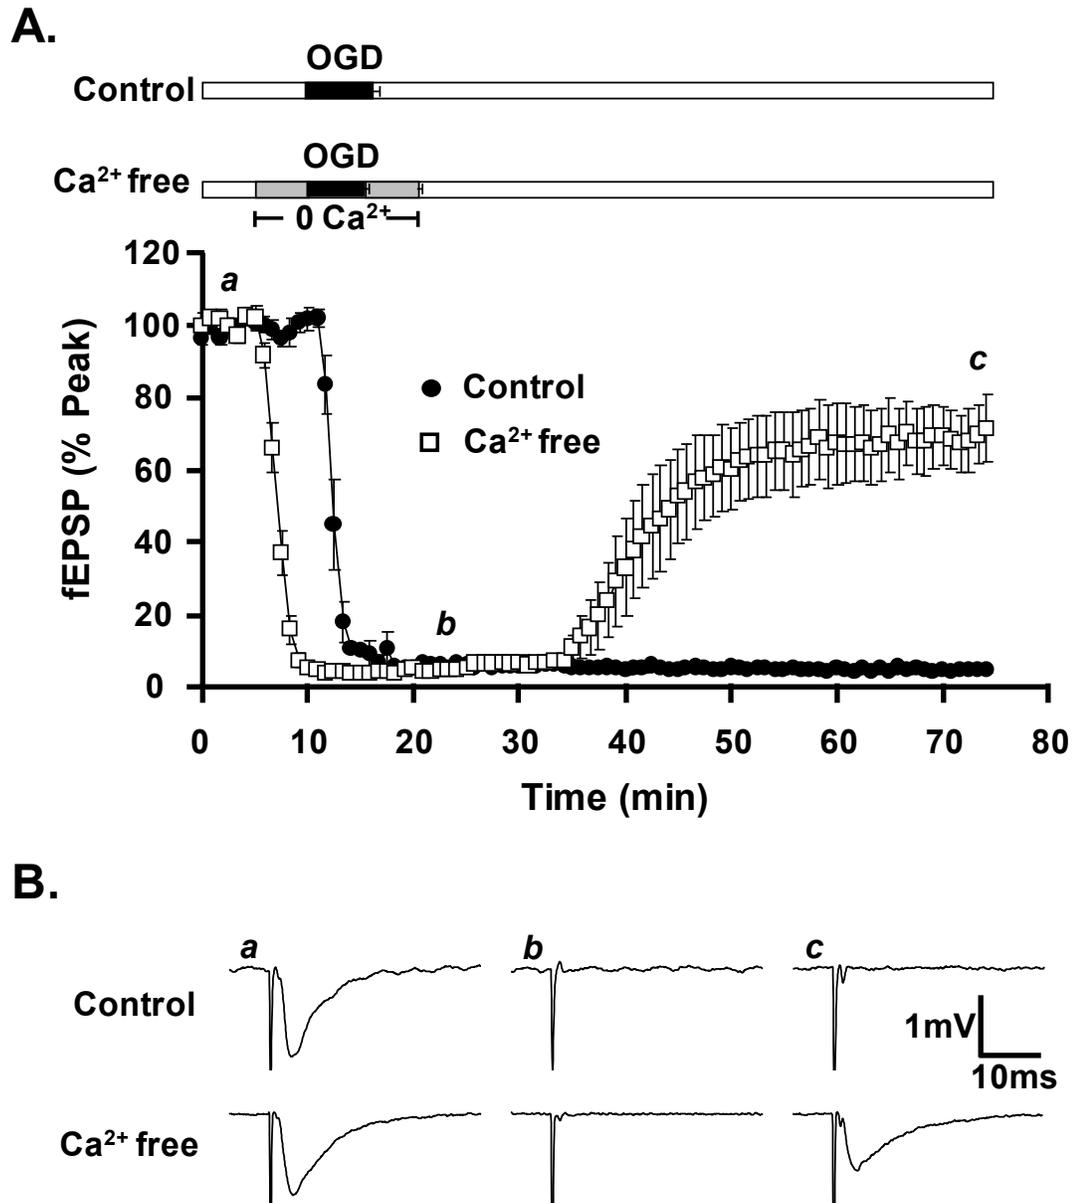 A.
OGD
Control
OGD
Ca²⁺ free
0 Ca²⁺
120
100
80
60
40
20
0
fEPSP (% Peak)
a
b
c
Control
Ca²⁺ free
0 10 20 30 40 50 60 70 80
Time (min)
B.
a b c
Control
1mV
10ms
Ca²⁺ free